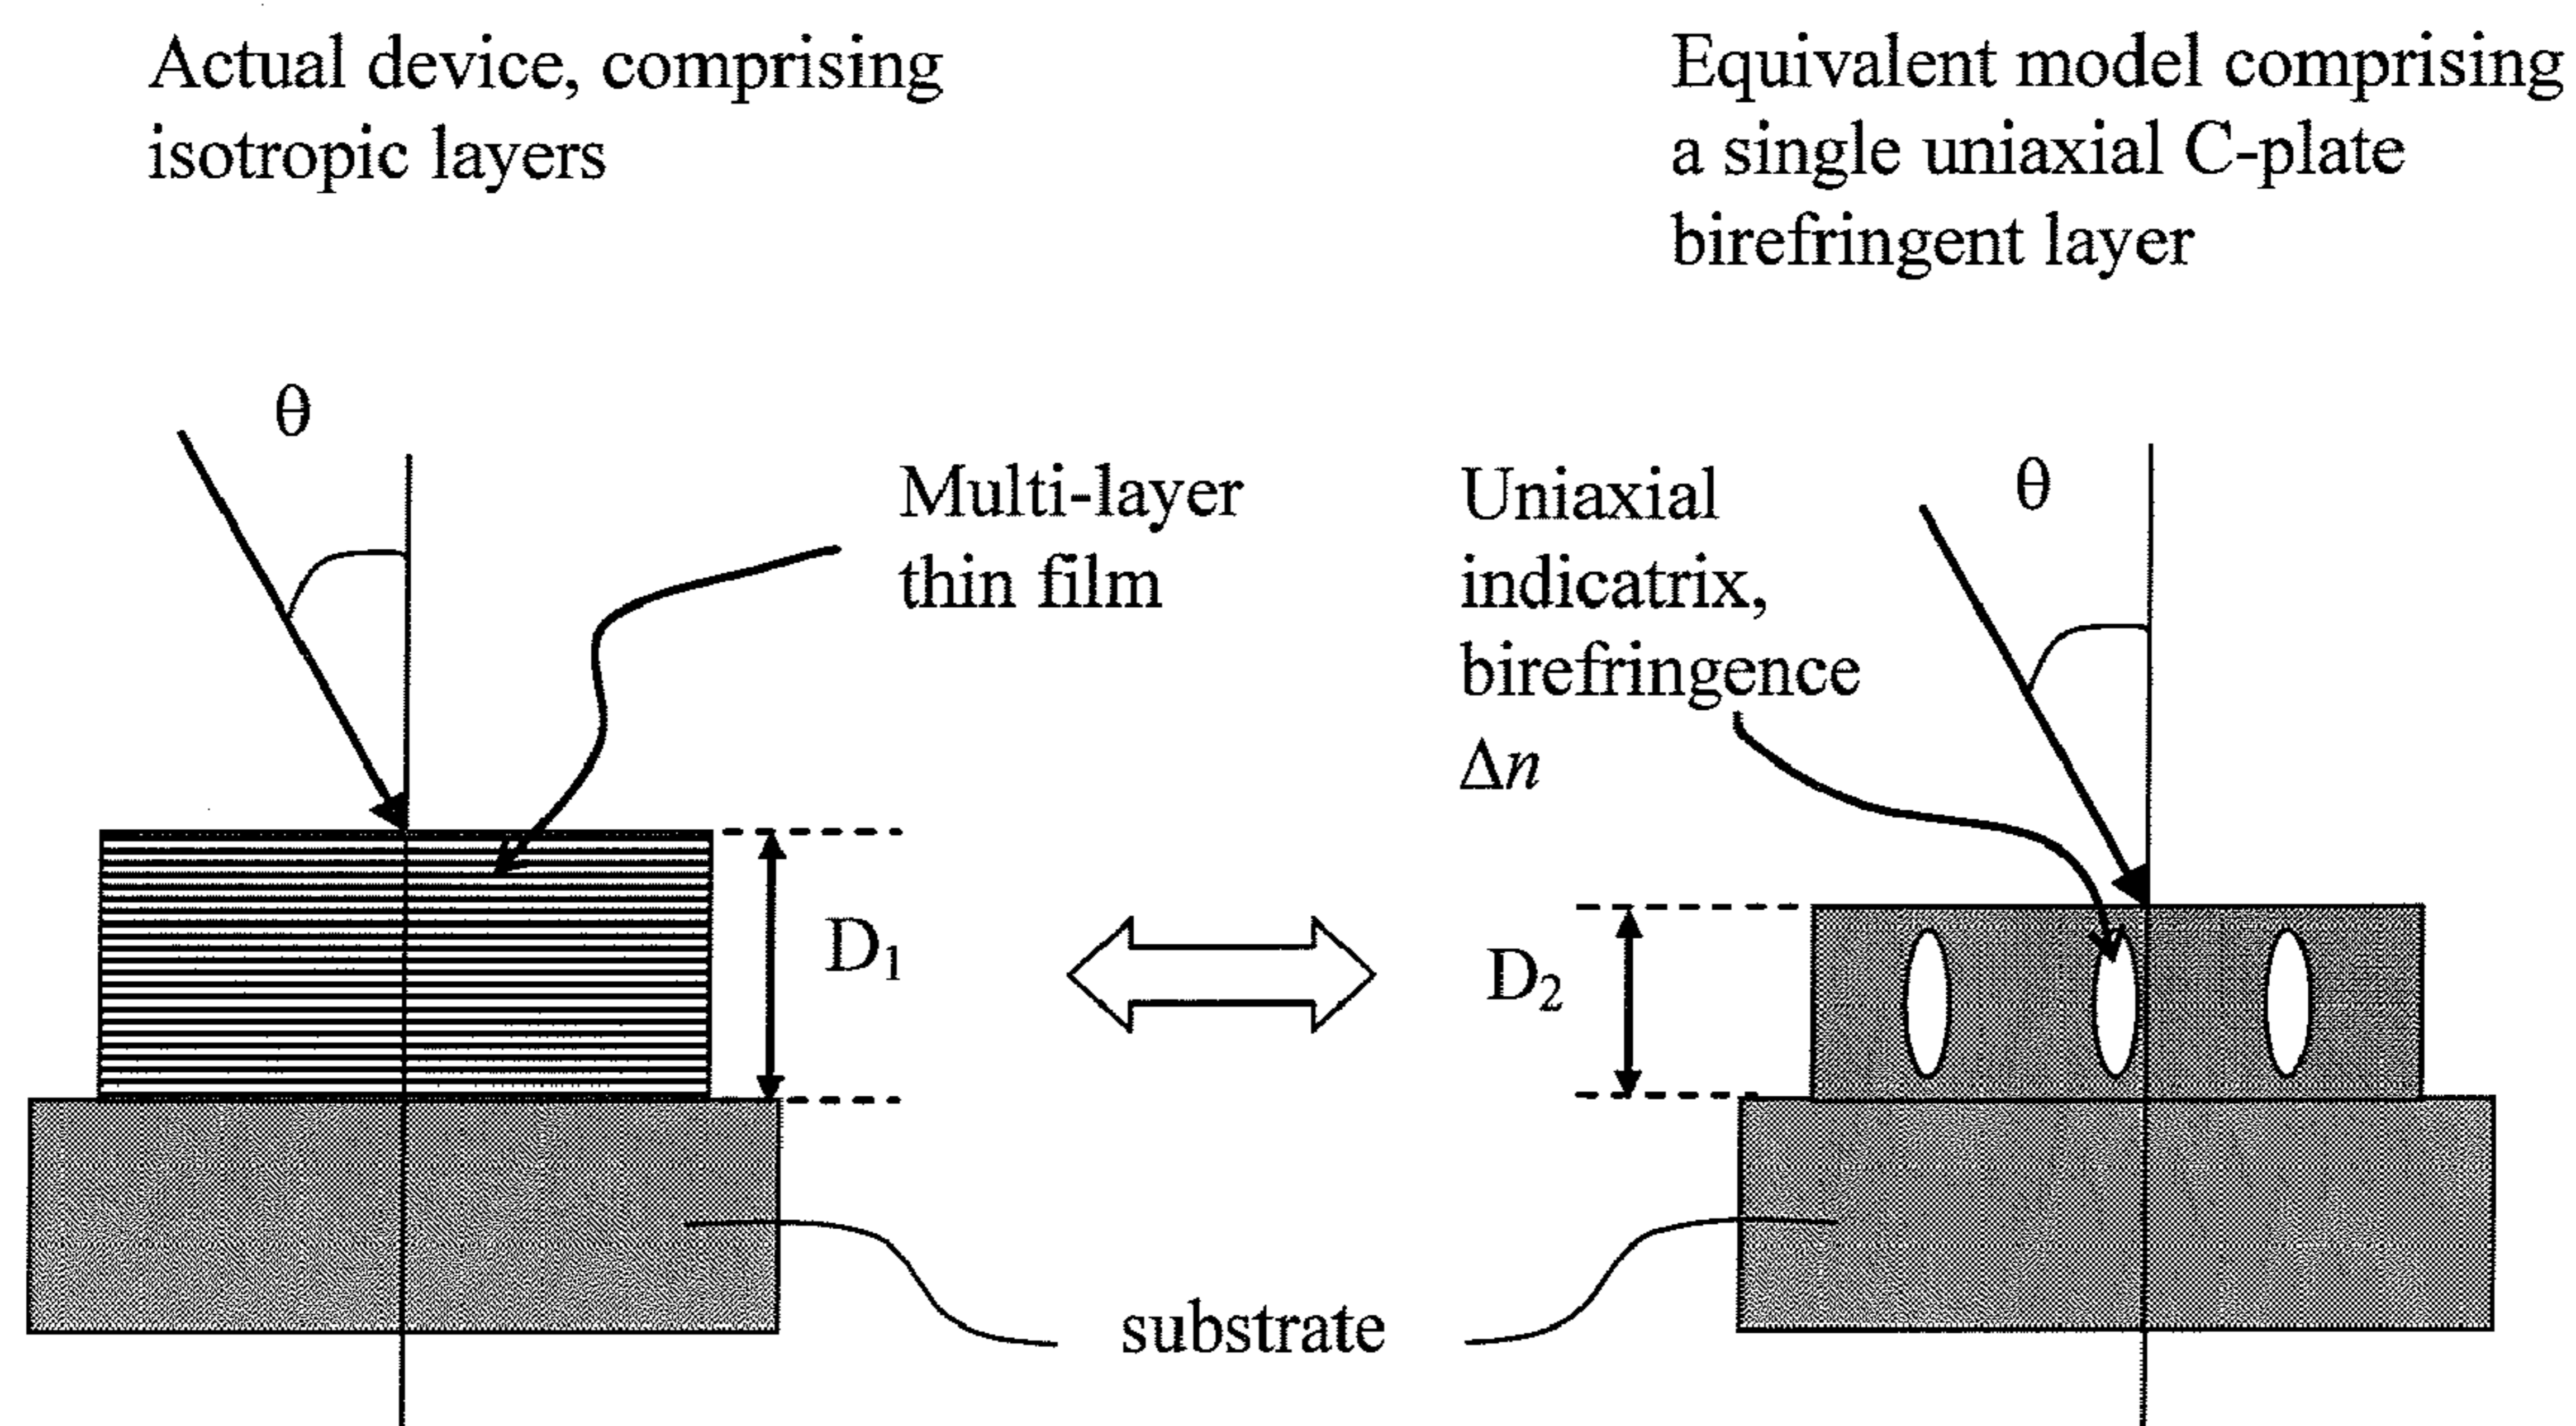 Actual device, comprising
isotropic layers
Equivalent model comprising
a single uniaxial C-plate
birefringent layer
θ
Multi-layer
thin film
Uniaxial
indicatrix,
birefringence
Δn
θ
D₁
D₂
substrate